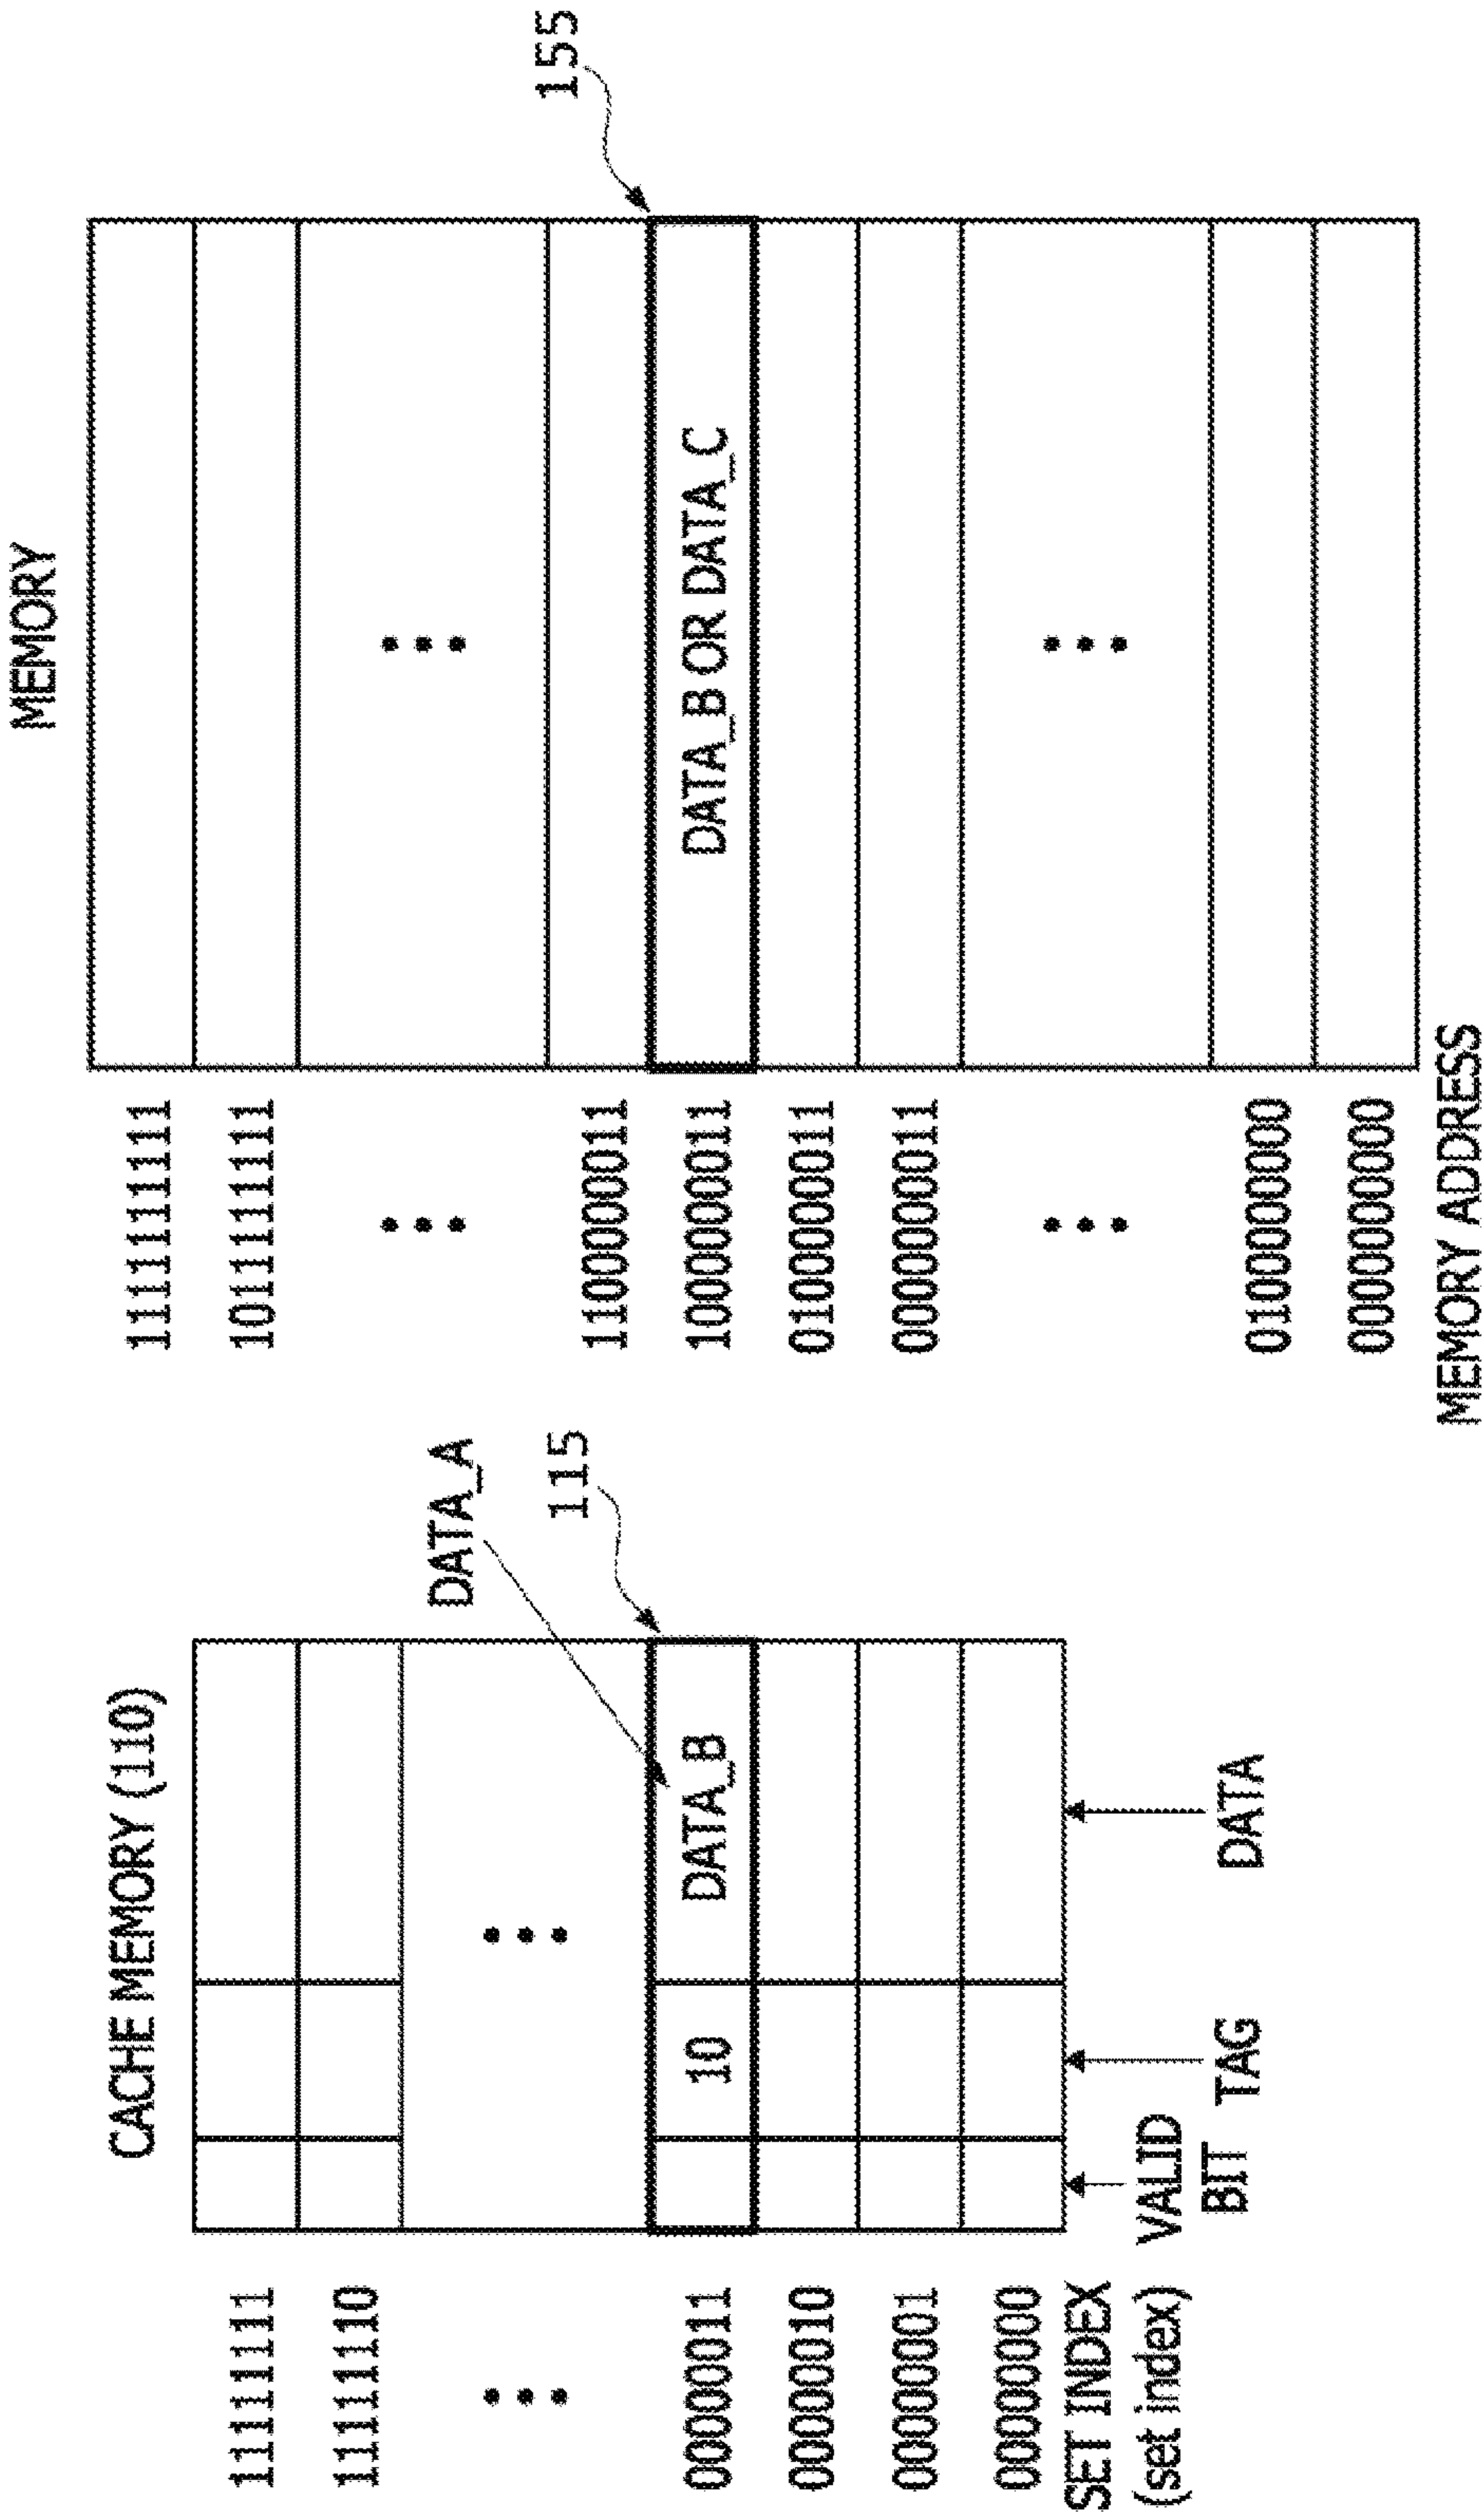 CACHE MEMORY (110)
11111111
11111110
DATA_A
115
00000011
10
DATA_B
00000010
00000001
00000000
SET INDEX
(set index)
VALID
BIT
TAG
DATA
MEMORY
1111111111
1011111111
155
1100000011
1000000011
DATA_B OR DATA_C
0100000011
0000000011
0100000000
0000000000
MEMORY ADDRESS